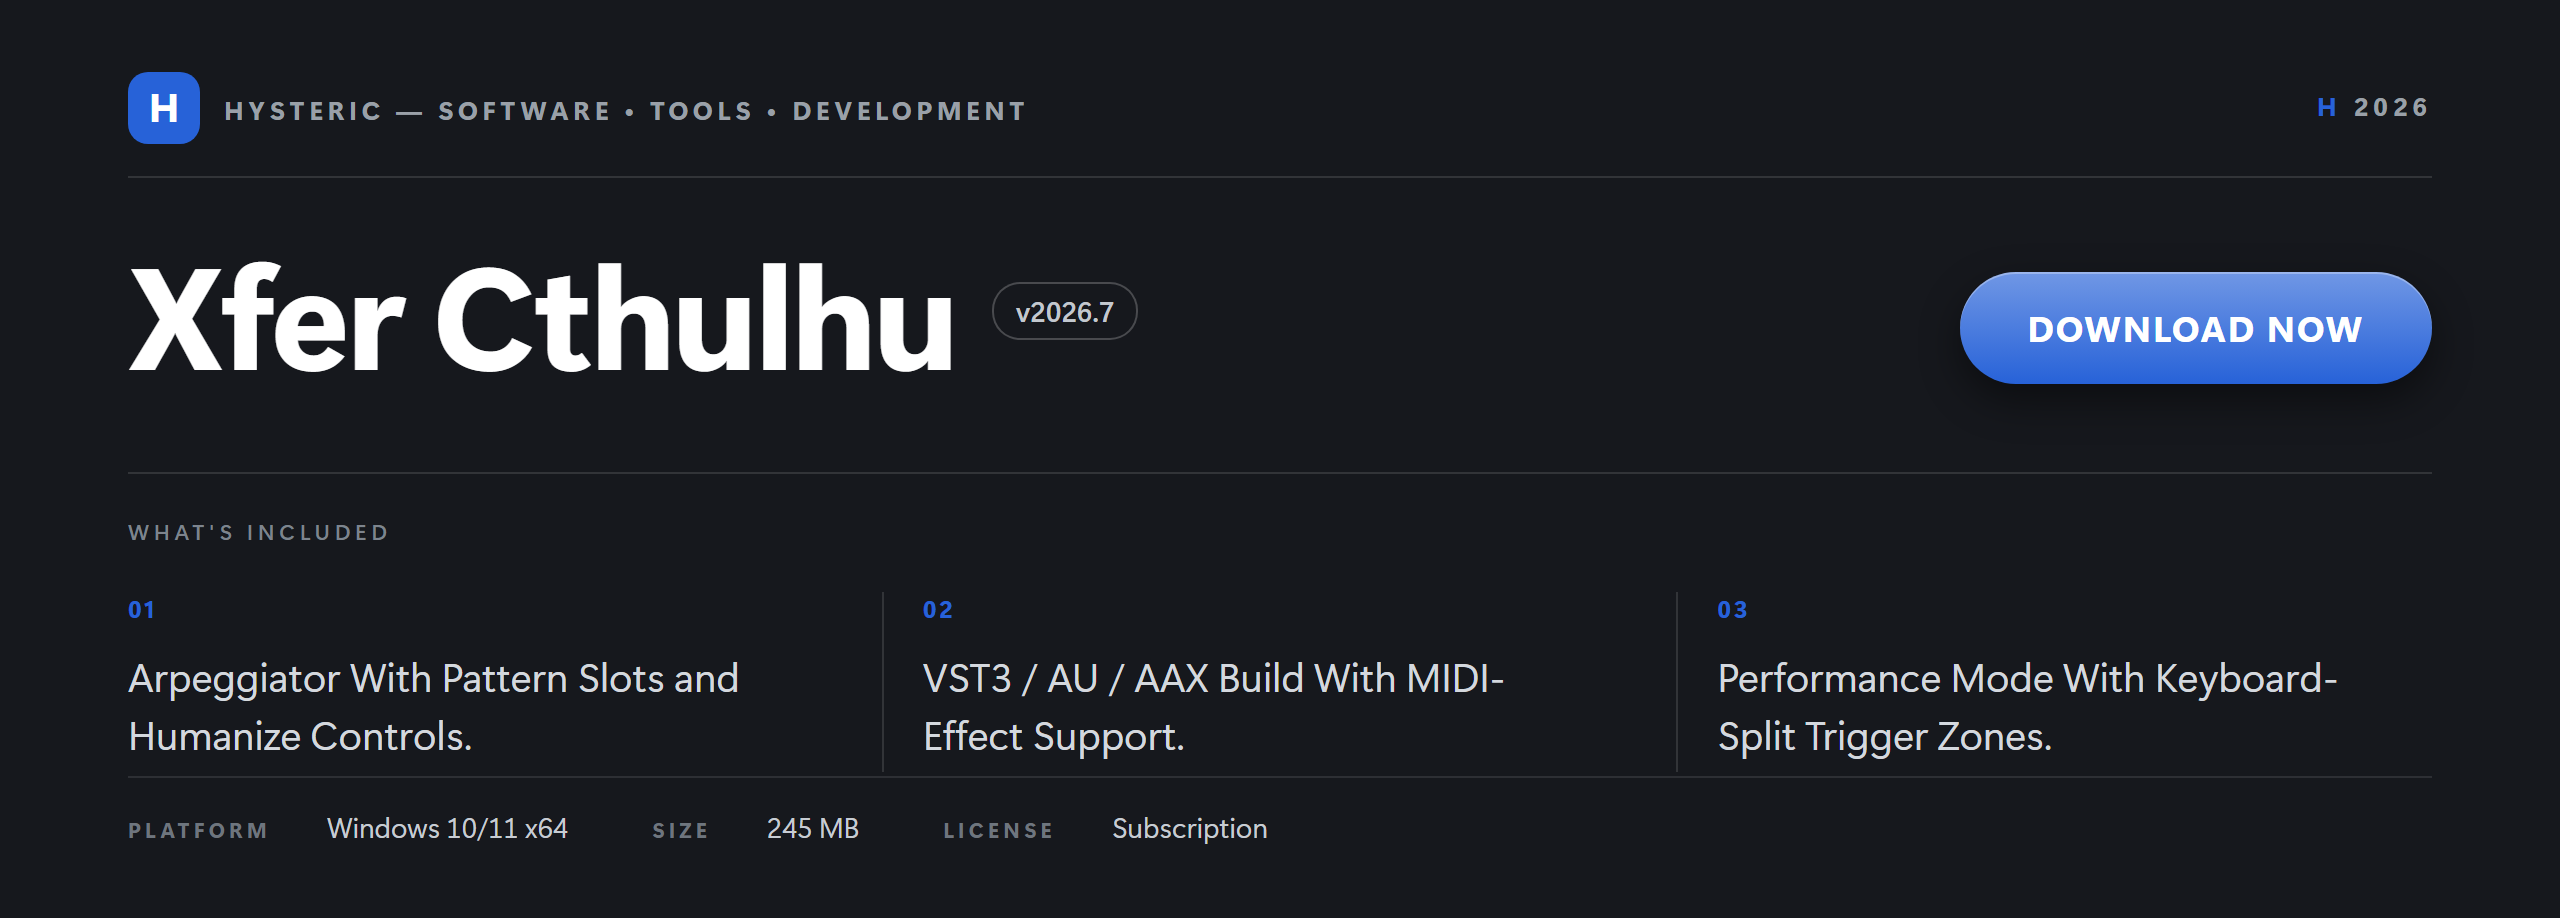 H HYSTERIC — SOFTWARE • TOOLS • DEVELOPMENT
H 2026
Xfer Cthulhu
v2026.7
DOWNLOAD NOW
WHAT'S INCLUDED
01
Arpeggiator With Pattern Slots and
Humanize Controls.
02
VST3 / AU / AAX Build With MIDI-
Effect Support.
03
Performance Mode With Keyboard-
Split Trigger Zones.
PLATFORM Windows 10/11 x64 SIZE 245 MB LICENSE Subscription